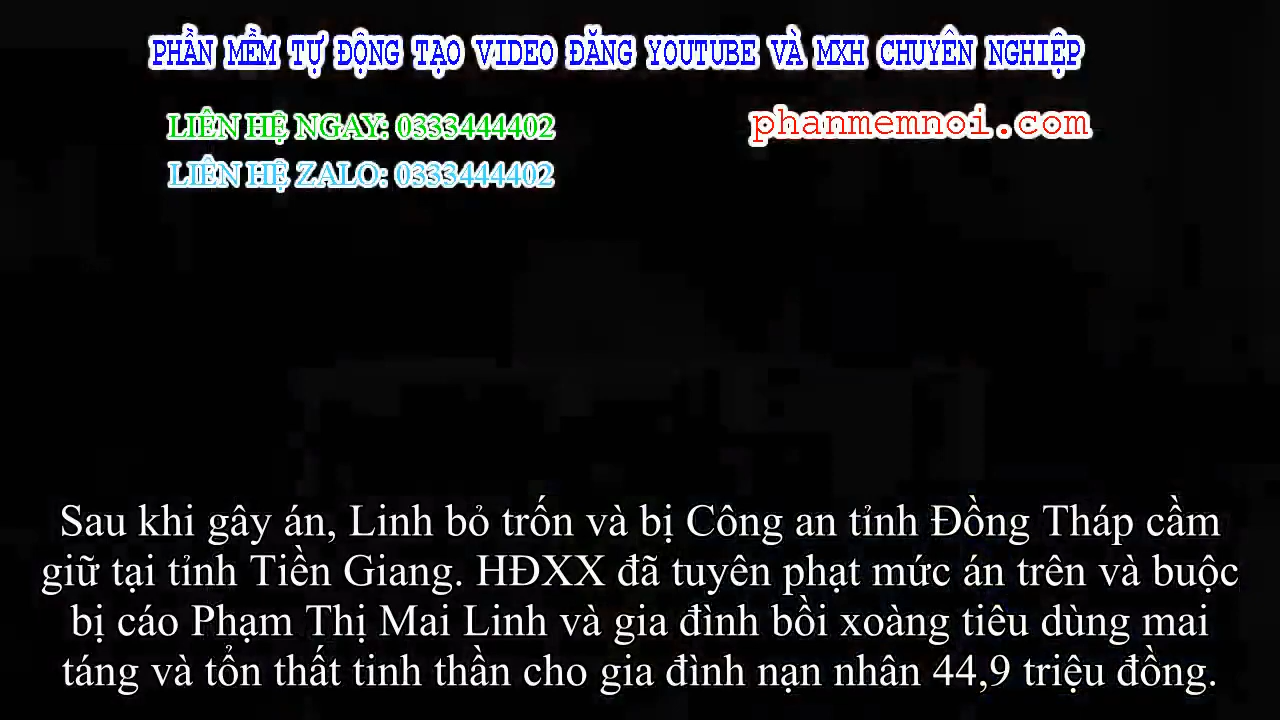 PHẦN MỀM TỰ ĐỘNG TẠO VIDEO ĐĂNG YOUTUBE VÀ MXH CHUYÊN NGHIỆP
LIÊN HỆ NGAY: 0333444402
phanmemnoi.com
LIÊN HỆ ZALO: 0333444402
Sau khi gây án, Linh bỏ trốn và bị Công an tỉnh Đồng Tháp cầm
giữ tại tỉnh Tiền Giang. HĐXX đã tuyên phạt mức án trên và buộc
bị cáo Phạm Thị Mai Linh và gia đình bồi xoàng tiêu dùng mai
táng và tổn thất tinh thần cho gia đình nạn nhân 44,9 triệu đồng.